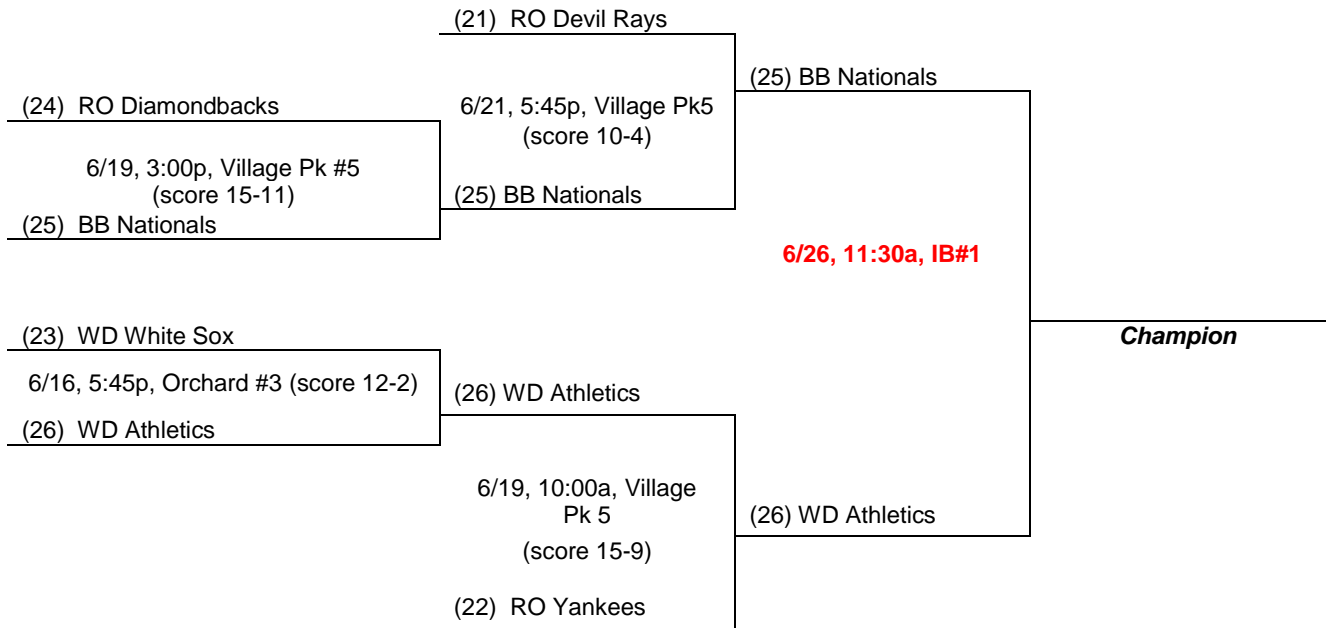 (21) RO Devil Rays
(25) BB Nationals
(24) RO Diamondbacks
6/21, 5:45p, Village Pk5
(score 10-4)
6/19, 3:00p, Village Pk #5
(score 15-11)
(25) BB Nationals
(25) BB Nationals
6/26, 11:30a, IB#1
(23) WD White Sox
Champion
6/16, 5:45p, Orchard #3 (score 12-2)
(26) WD Athletics
(26) WD Athletics
6/19, 10:00a, Village
Pk 5
(26) WD Athletics
(score 15-9)
(22) RO Yankees